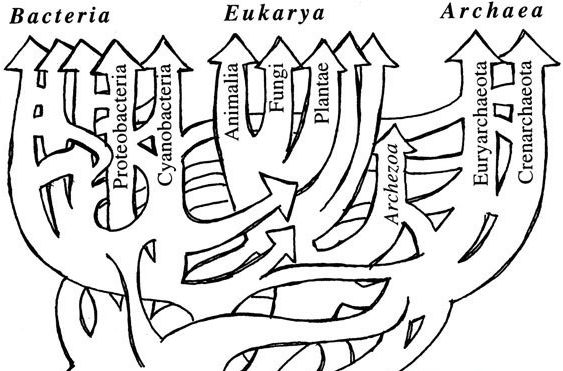 Bacteria Eukarya Archaea
Proteobacteria
Cyanobacteria
Animalia
Fungi
Plantae
Archezoa
Euryarchaeota
Crenarchaeota